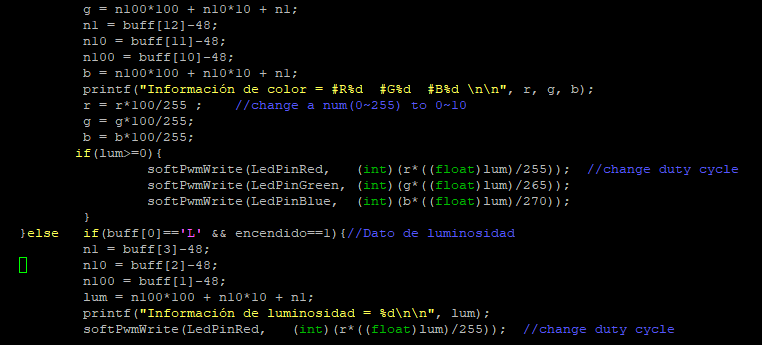 g = n100*100 + n10*10 + n1;
n1 = buff[12]-48;
n10 = buff[11]-48;
n100 = buff[10]-48;
b = n100*100 + n10*10 + n1;
printf("Información de color = #R%d  #G%d  #B%d \n\n", r, g, b);
r = r*100/255 ;    //change a num(0~255) to 0~10
g = g*100/255;
b = b*100/255;
if(lum>=0){
softPwmWrite(LedPinRed,   (int)(r*((float)lum)/255));  //change duty cycle
softPwmWrite(LedPinGreen, (int)(g*((float)lum)/265));
softPwmWrite(LedPinBlue,  (int)(b*((float)lum)/270));
}
}else   if(buff[0]=='L' && encendido==1){//Dato de luminosidad
n1 = buff[3]-48;
n10 = buff[2]-48;
n100 = buff[1]-48;
lum = n100*100 + n10*10 + n1;
printf("Información de luminosidad = %d\n\n", lum);
softPwmWrite(LedPinRed,   (int)(r*((float)lum)/255));  //change duty cycle